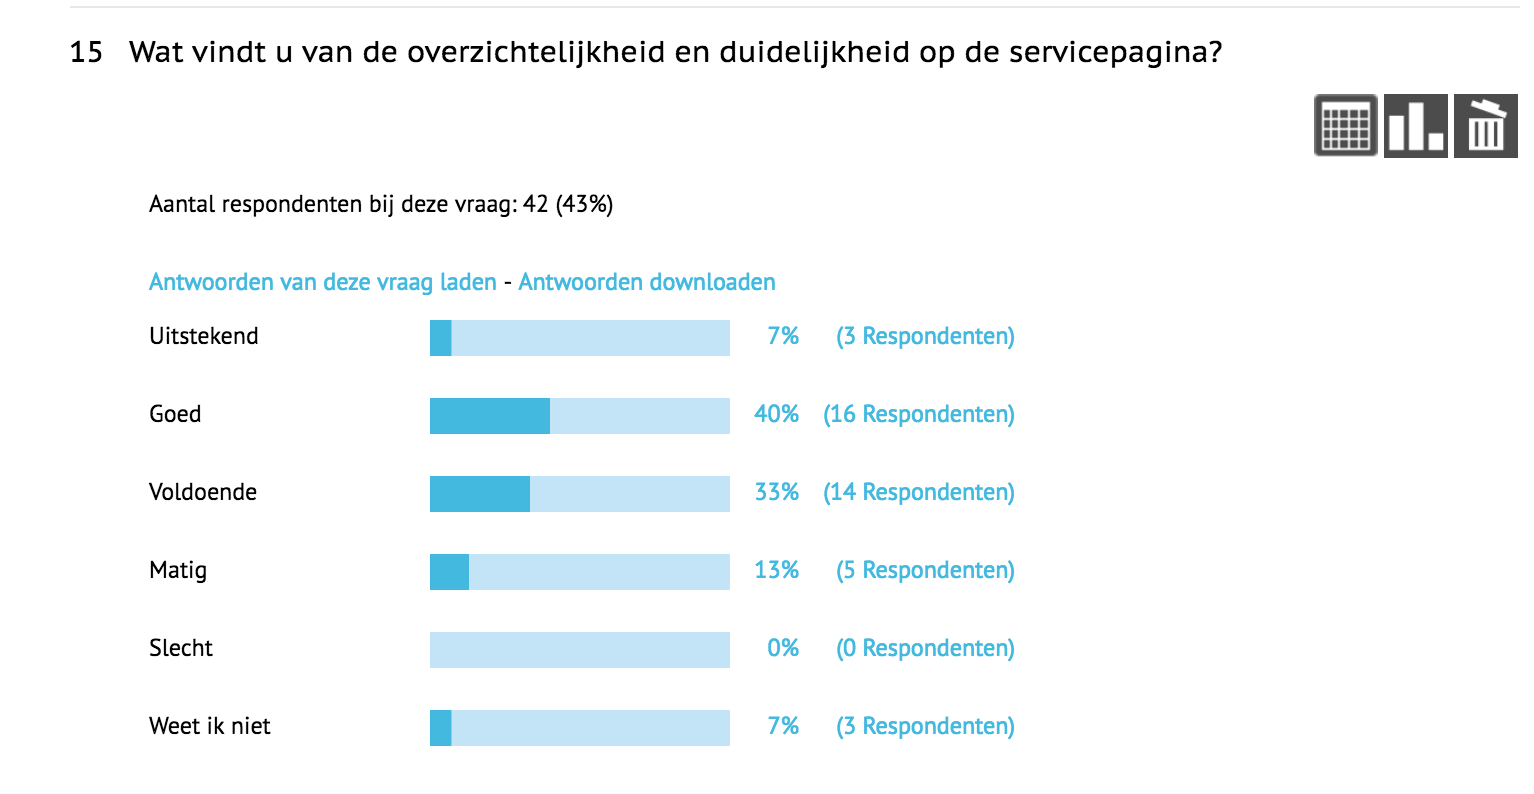 15 Wat vindt u van de overzichtelijkheid en duidelijkheid op de servicepagina?
Aantal respondenten bij deze vraag: 42 (43%)
Antwoorden van deze vraag laden - Antwoorden downloaden
Uitstekend 7% (3 Respondenten)
Goed 40% (16 Respondenten)
Voldoende 33% (14 Respondenten)
Matig 13% (5 Respondenten)
Slecht 0% (0 Respondenten)
Weet ik niet 7% (3 Respondenten)